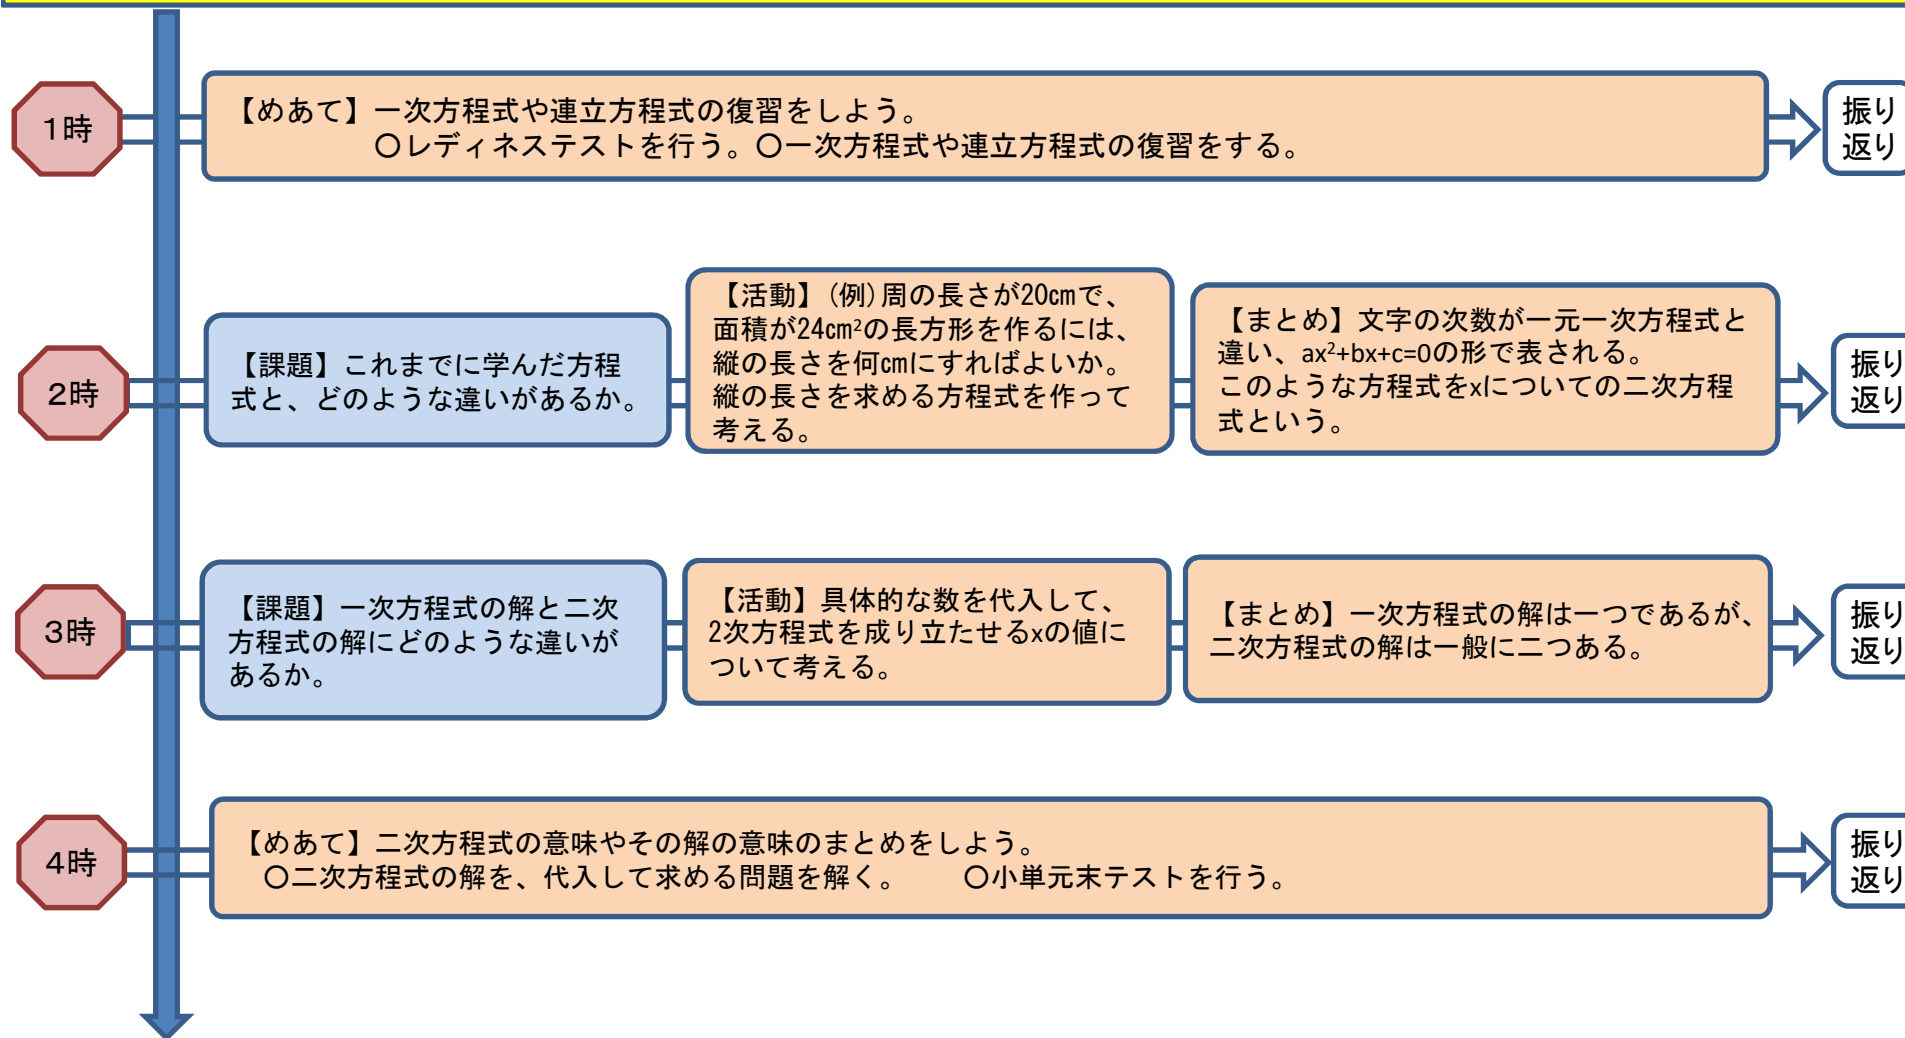 1時
【めあて】一次方程式や連立方程式の復習をしよう。
〇レディネステストを行う。〇一次方程式や連立方程式の復習をする。
振り
返り
2時
【課題】これまでに学んだ方程
式と、どのような違いがあるか。
【活動】(例)周の長さが20㎝で、
面積が24㎝²の長方形を作るには、
縦の長さを何㎝にすればよいか。
縦の長さを求める方程式を作って
考える。
【まとめ】文字の次数が一元一次方程式と
違い、ax²+bx+c=0の形で表される。
このような方程式をxについての二次方程
式という。
振り
返り
3時
【課題】一次方程式の解と二次
方程式の解にどのような違いが
あるか。
【活動】具体的な数を代入して、
2次方程式を成り立たせるxの値に
ついて考える。
【まとめ】一次方程式の解は一つであるが、
二次方程式の解は一般に二つある。
振り
返り
4時
【めあて】二次方程式の意味やその解の意味のまとめをしよう。
〇二次方程式の解を、代入して求める問題を解く。　　〇小単元末テストを行う。
振り
返り